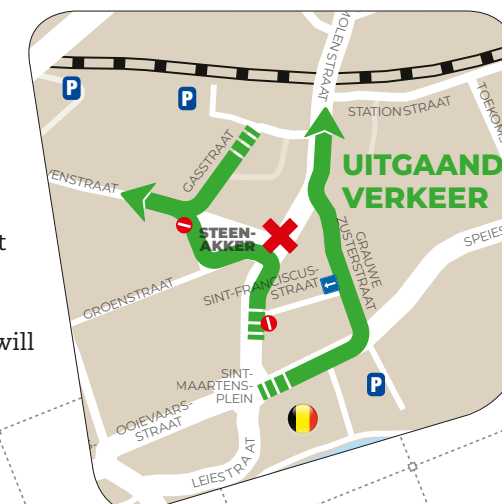 MOLENSTRAAT
P
P
STATIONSTRAAT
GASSTRAAT
UITGAAND
VERKEER
VENSTRAAT
STEEN-
AKKER
t
GRAUWE
ZUSTERSTRAAT
SPEIES
SINT-FRANCISCUS-
STRAAT
GROENSTRAAT
will
SINT-
MAARTENS-
PLEIN
P
OOIEVAARS-
STRAAT
LEIESTRAAT
TOEKOMS